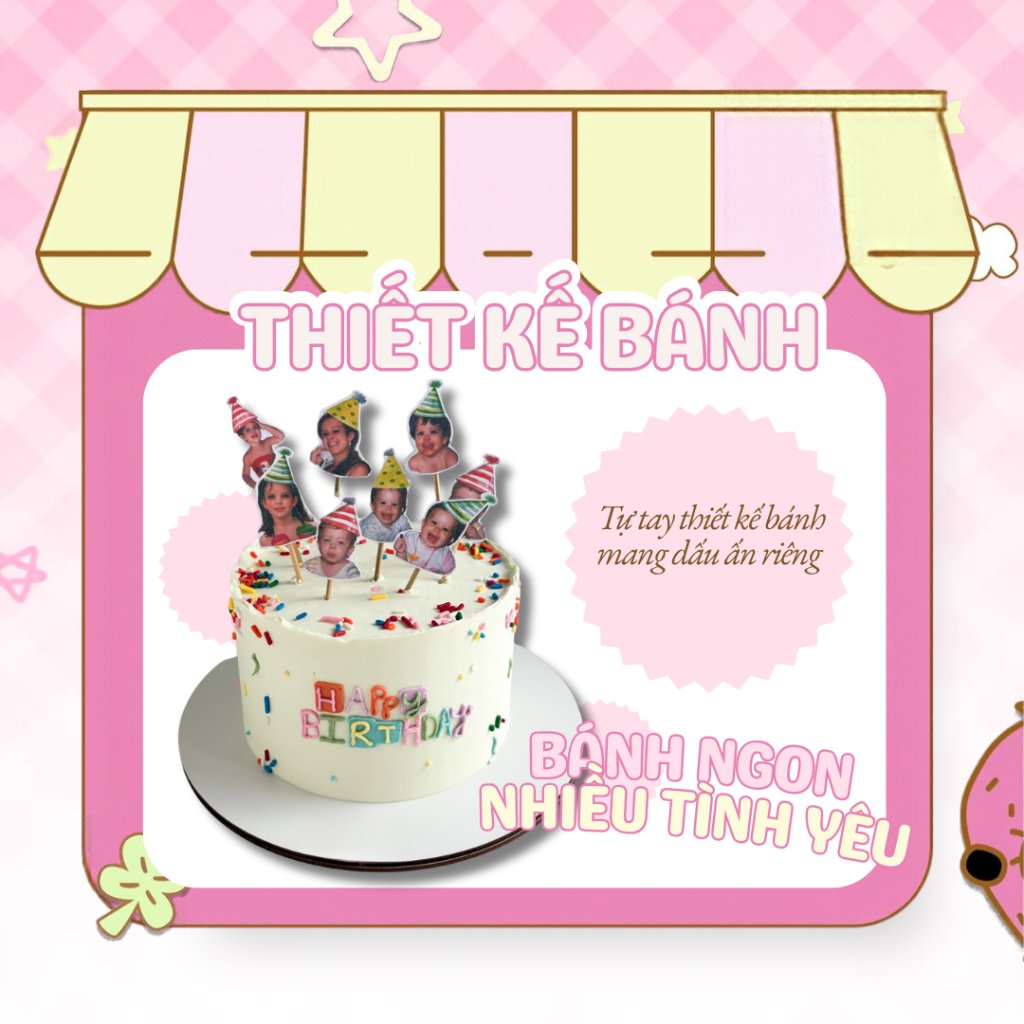 THIẾT KẾ BÁNH
Tự tay thiết kế bánh
mang dấu ấn riêng
HAPPY
BIRTHDAY
BÁNH NGON
NHIỀU TÌNH YÊU